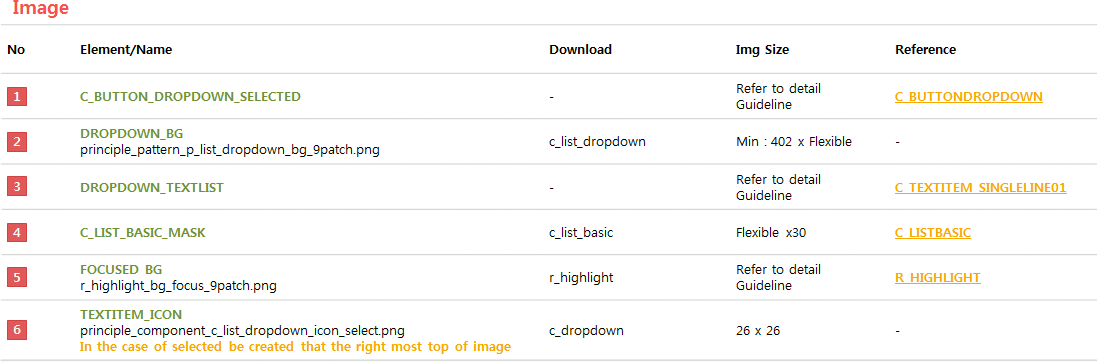 Image
No Element/Name Download Img Size Reference
1 C_BUTTON_DROPDOWN_SELECTED - Refer to detail Guideline C_BUTTONDROPDOWN
2 DROPDOWN_BG
principle_pattern_p_list_dropdown_bg_9patch.png c_list_dropdown Min : 402 x Flexible -
3 DROPDOWN_TEXTLIST - Refer to detail Guideline C_TEXTITEM_SINGLELINE01
4 C_LIST_BASIC_MASK c_list_basic Flexible x30 C_LISTBASIC
5 FOCUSED_BG
r_highlight_bg_focus_9patch.png r_highlight Refer to detail Guideline R_HIGHLIGHT
6 TEXTITEM_ICON
principle_component_c_list_dropdown_icon_select.png c_dropdown 26 x 26 -
In the case of selected be created that the right most top of image